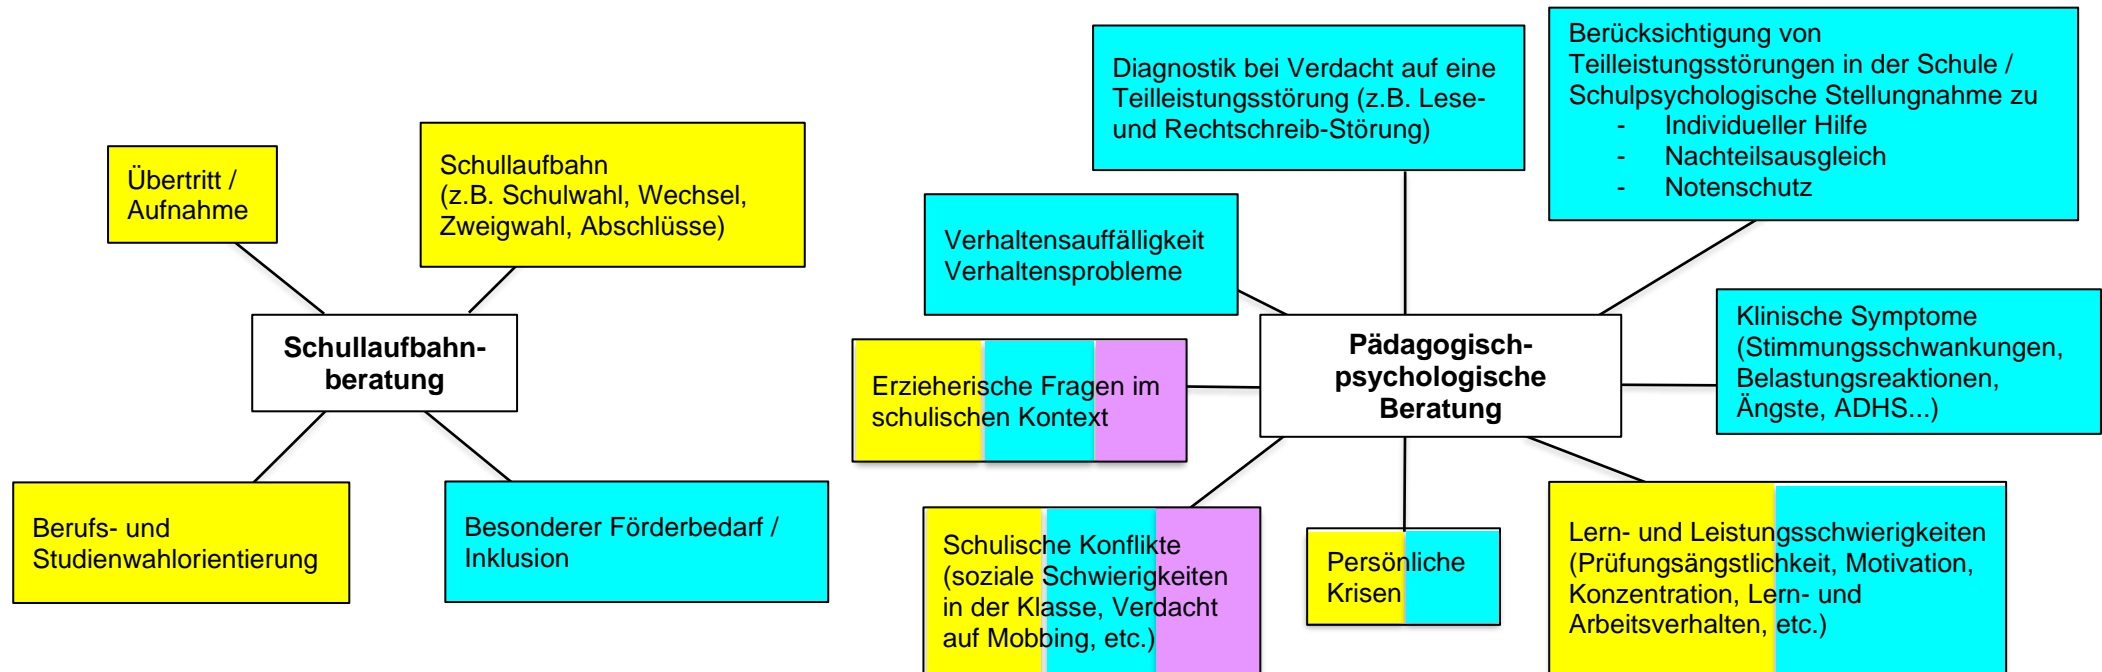 Übertritt /
Aufnahme
Schullaufbahn
(z.B. Schulwahl, Wechsel,
Zweigwahl, Abschlüsse)
Schullaufbahn-
beratung
Berufs- und
Studienwahlorientierung
Besonderer Förderbedarf /
Inklusion
Diagnostik bei Verdacht auf eine
Teilleistungsstörung (z.B. Lese-
und Rechtschreib-Störung)
Berücksichtigung von
Teilleistungsstörungen in der Schule /
Schulpsychologische Stellungnahme zu
- Individueller Hilfe
- Nachteilsausgleich
- Notenschutz
Verhaltensauffälligkeit
Verhaltensprobleme
Pädagogisch-
psychologische
Beratung
Klinische Symptome
(Stimmungsschwankungen,
Belastungsreaktionen,
Ängste, ADHS...)
Erzieherische Fragen im
schulischen Kontext
Schulische Konflikte
(soziale Schwierigkeiten
in der Klasse, Verdacht
auf Mobbing, etc.)
Persönliche
Krisen
Lern- und Leistungsschwierigkeiten
(Prüfungsängstlichkeit, Motivation,
Konzentration, Lern- und
Arbeitsverhalten, etc.)